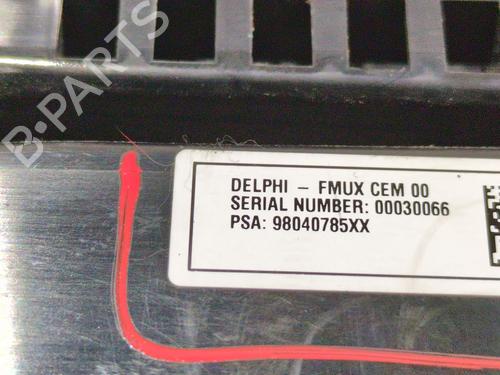 B-PARTS
DELPHI – FMUX CEM 00
SERIAL NUMBER: 00030066
PSA: 98040785XX